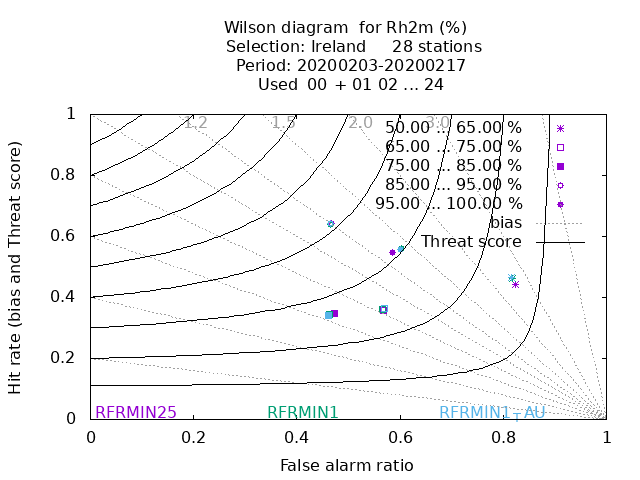 Wilson diagram  for Rh2m (%)
Selection: Ireland     28 stations
Period: 20200203-20200217
Used  00 + 01 02 ... 24
1.2 1.5 2.0 3.0
50.00 ... 65.00 %
65.00 ... 75.00 %
75.00 ... 85.00 %
85.00 ... 95.00 %
95.00 ... 100.00 %
bias
Threat score
Hit rate (bias and Threat score)
1
0.8
0.6
0.4
0.2
0
RFRMIN25 RFRMIN1 RFRMIN1_AU
0 0.2 0.4 0.6 0.8 1
False alarm ratio